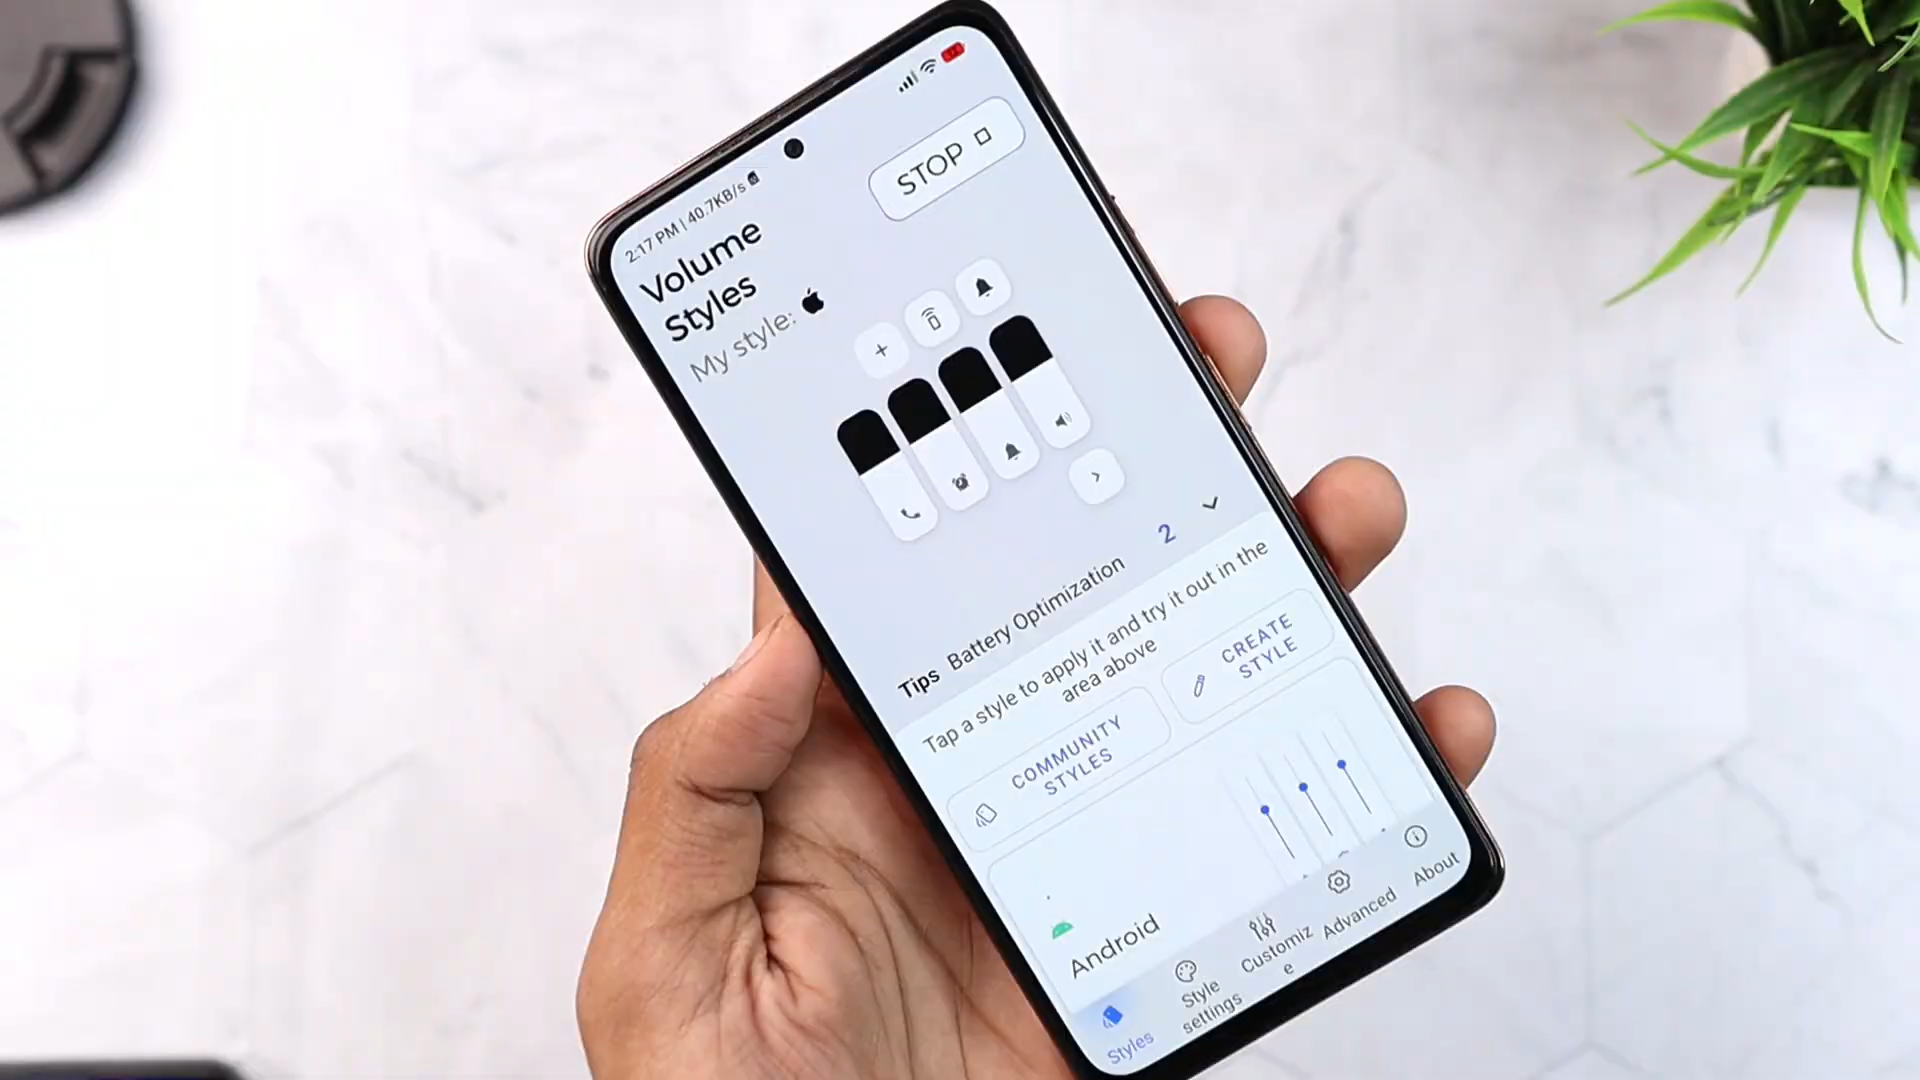 2:17 PM | 40.7KB/s
STOP
Volume
Styles
My style:
Tips Battery Optimization 2
Tap a style to apply it and try it out in the
area above
COMMUNITY
STYLES
CREATE
STYLE
Android
Styles
Style
settings
Customiz
e
Advanced
About